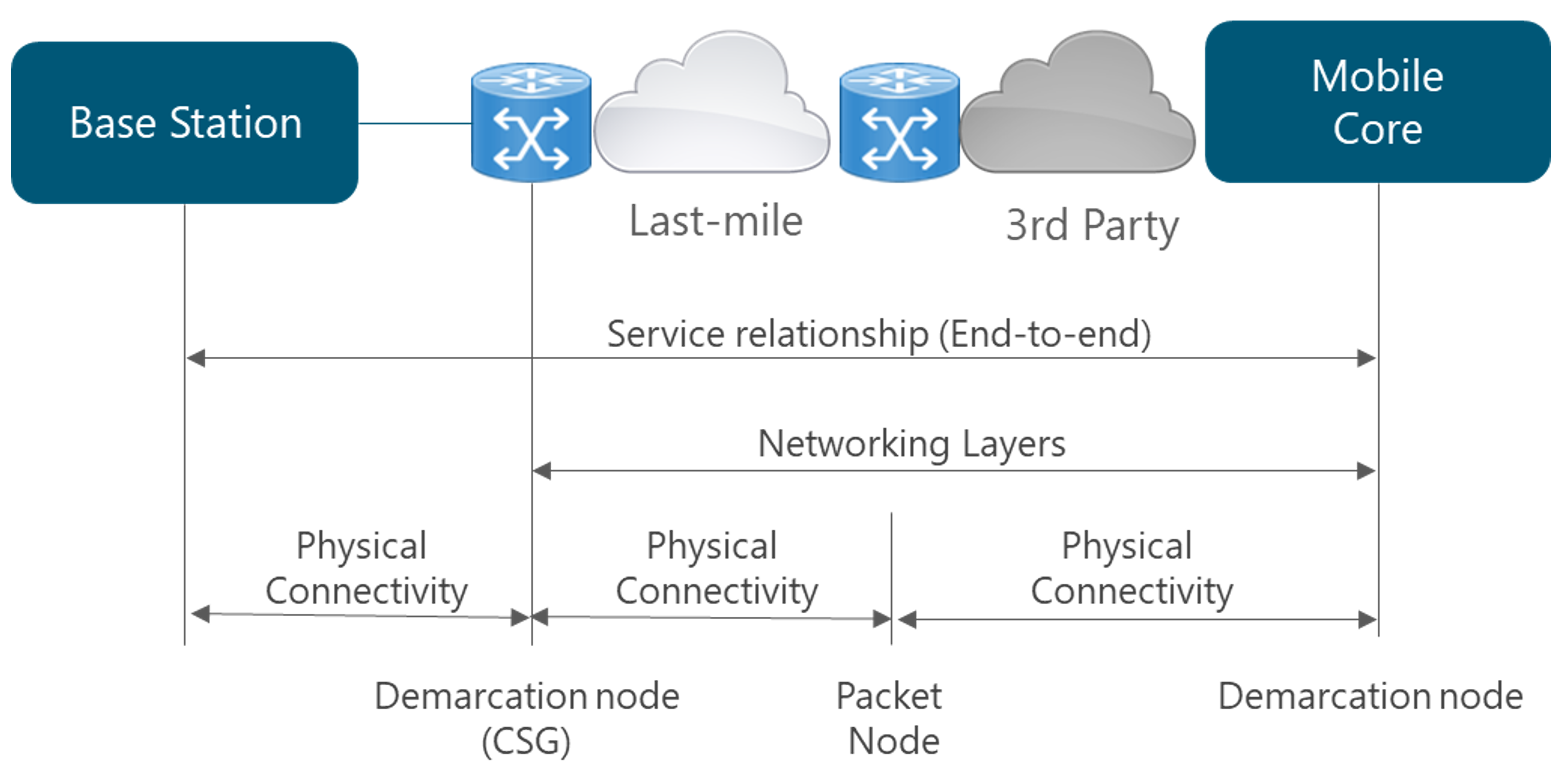 Base Station
Mobile
Core
Last-mile
3rd Party
Service relationship (End-to-end)
Networking Layers
Physical
Connectivity
Physical
Connectivity
Physical
Connectivity
Demarcation node
(CSG)
Packet
Node
Demarcation node